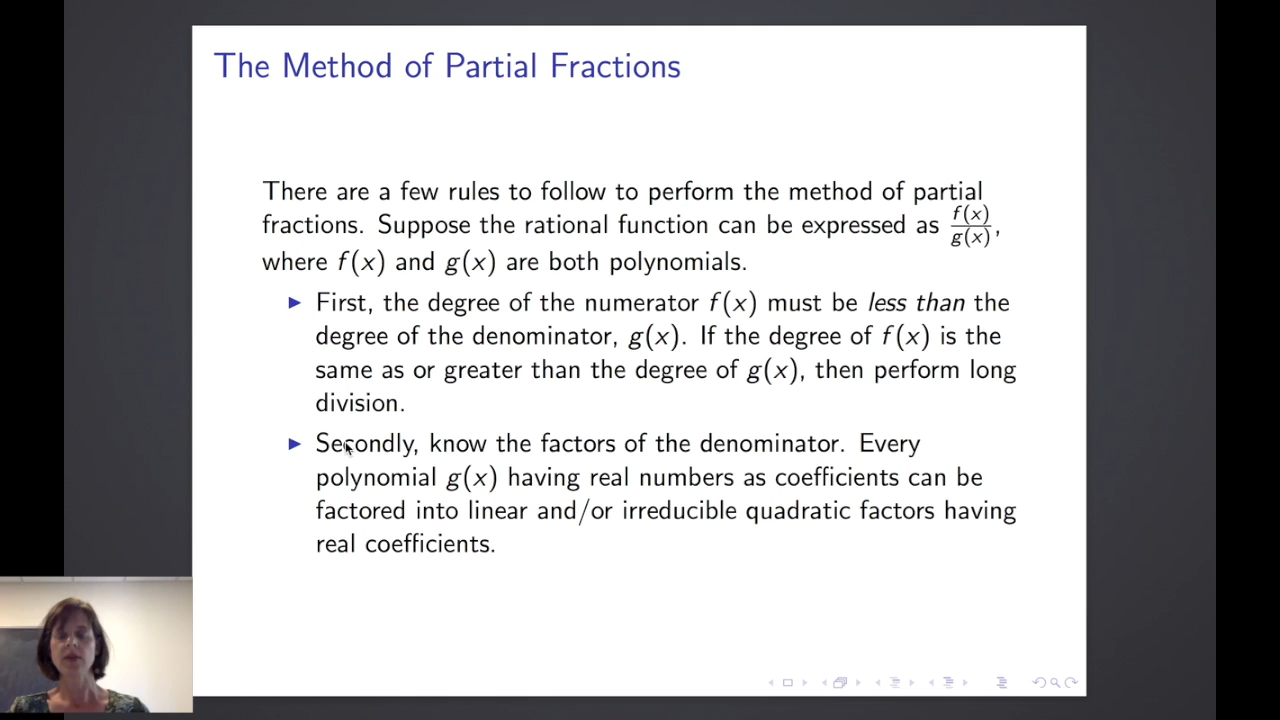 The Method of Partial Fractions
There are a few rules to follow to perform the method of partial
fractions. Suppose the rational function can be expressed as f(x)/g(x),
where f(x) and g(x) are both polynomials.
▶ First, the degree of the numerator f(x) must be less than the
degree of the denominator, g(x). If the degree of f(x) is the
same as or greater than the degree of g(x), then perform long
division.
▶ Secondly, know the factors of the denominator. Every
polynomial g(x) having real numbers as coefficients can be
factored into linear and/or irreducible quadratic factors having
real coefficients.